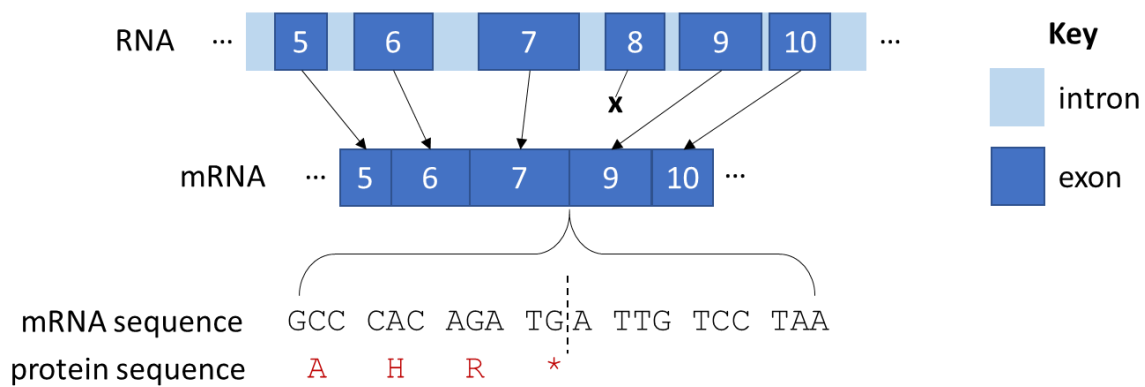 RNA ... 5 6 7 8 9 10 ...
Key
x
intron
mRNA ... 5 6 7 9 10 ...
exon
mRNA sequence GCC CAC AGA TG A TTG TCC TAA
protein sequence A H R *